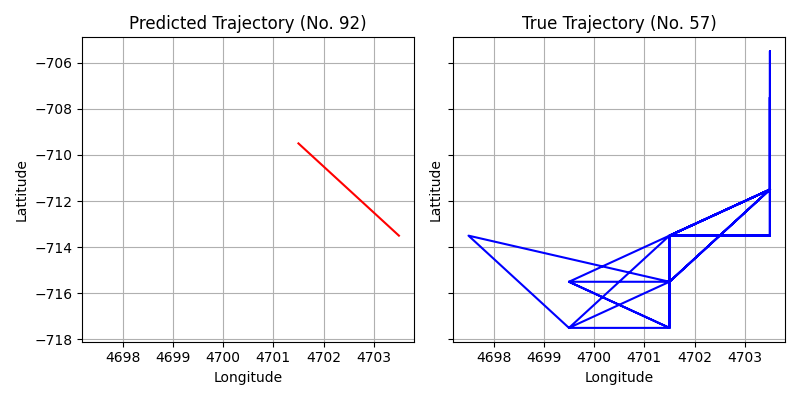 Predicted Trajectory (No. 92)
True Trajectory (No. 57)
Lattitude
−706
−708
−710
−712
−714
−716
−718
4698 4699 4700 4701 4702 4703
Longitude
Lattitude
4698 4699 4700 4701 4702 4703
Longitude